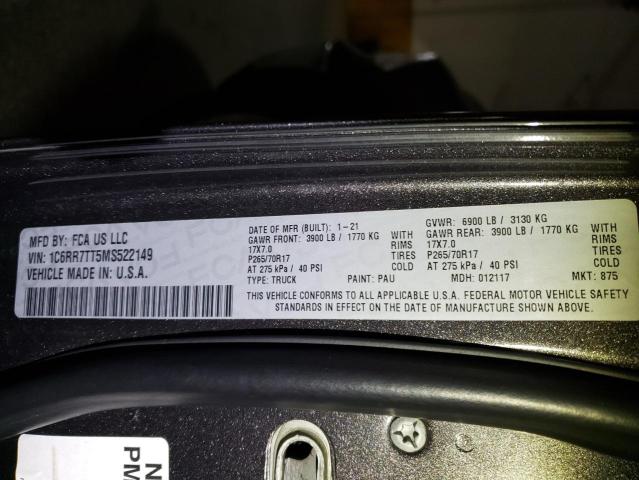 MFD BY: FCA US LLC
VIN: 1C6RR7TT5MS522149
VEHICLE MADE IN U.S.A.
DATE OF MFR (BUILT): 1-21
GAWR FRONT: 3900 LB / 1770 KG WITH
17X7.0 RIMS
P265/70R17 TIRES
AT 275 kPa / 40 PSI
TYPE: TRUCK PAINT: PAU
GVWR: 6900 LB / 3130 KG
GAWR REAR: 3900 LB / 1770 KG WITH
17X7.0 RIMS
P265/70R17 TIRES
AT 275 kPa / 40 PSI
MDH: 012117 MKT: 875
THIS VEHICLE CONFORMS TO ALL APPLICABLE U.S.A. FEDERAL MOTOR VEHICLE SAFETY
STANDARDS IN EFFECT ON THE DATE OF MANUFACTURE SHOWN ABOVE.